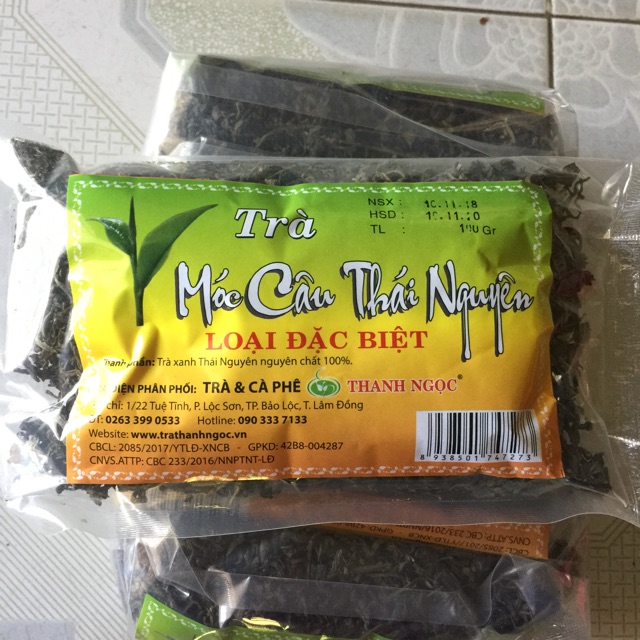 NSX : 10.11.18
HSD : 10.11.20
TL : 100 Gr
Trà
Móc Câu Thái Nguyên
LOẠI ĐẶC BIỆT
Thành phần: Trà xanh Thái Nguyên nguyên chất 100%.
DIỆN PHÂN PHỐI: TRÀ & CÀ PHÊ THANH NGỌC®
chỉ: 1/22 Tuệ Tĩnh, P. Lộc Sơn, TP. Bảo Lộc, T. Lâm Đồng
ĐT: 0263 399 0533 Hotline: 090 333 7133
Website: www.trathanhngoc.vn
CBCL: 2085/2017/YTLĐ-XNCB - GPKD: 42B8-004287
CNVS.ATTP: CBC 233/2016/NNPTNT-LĐ
8 938501 747273